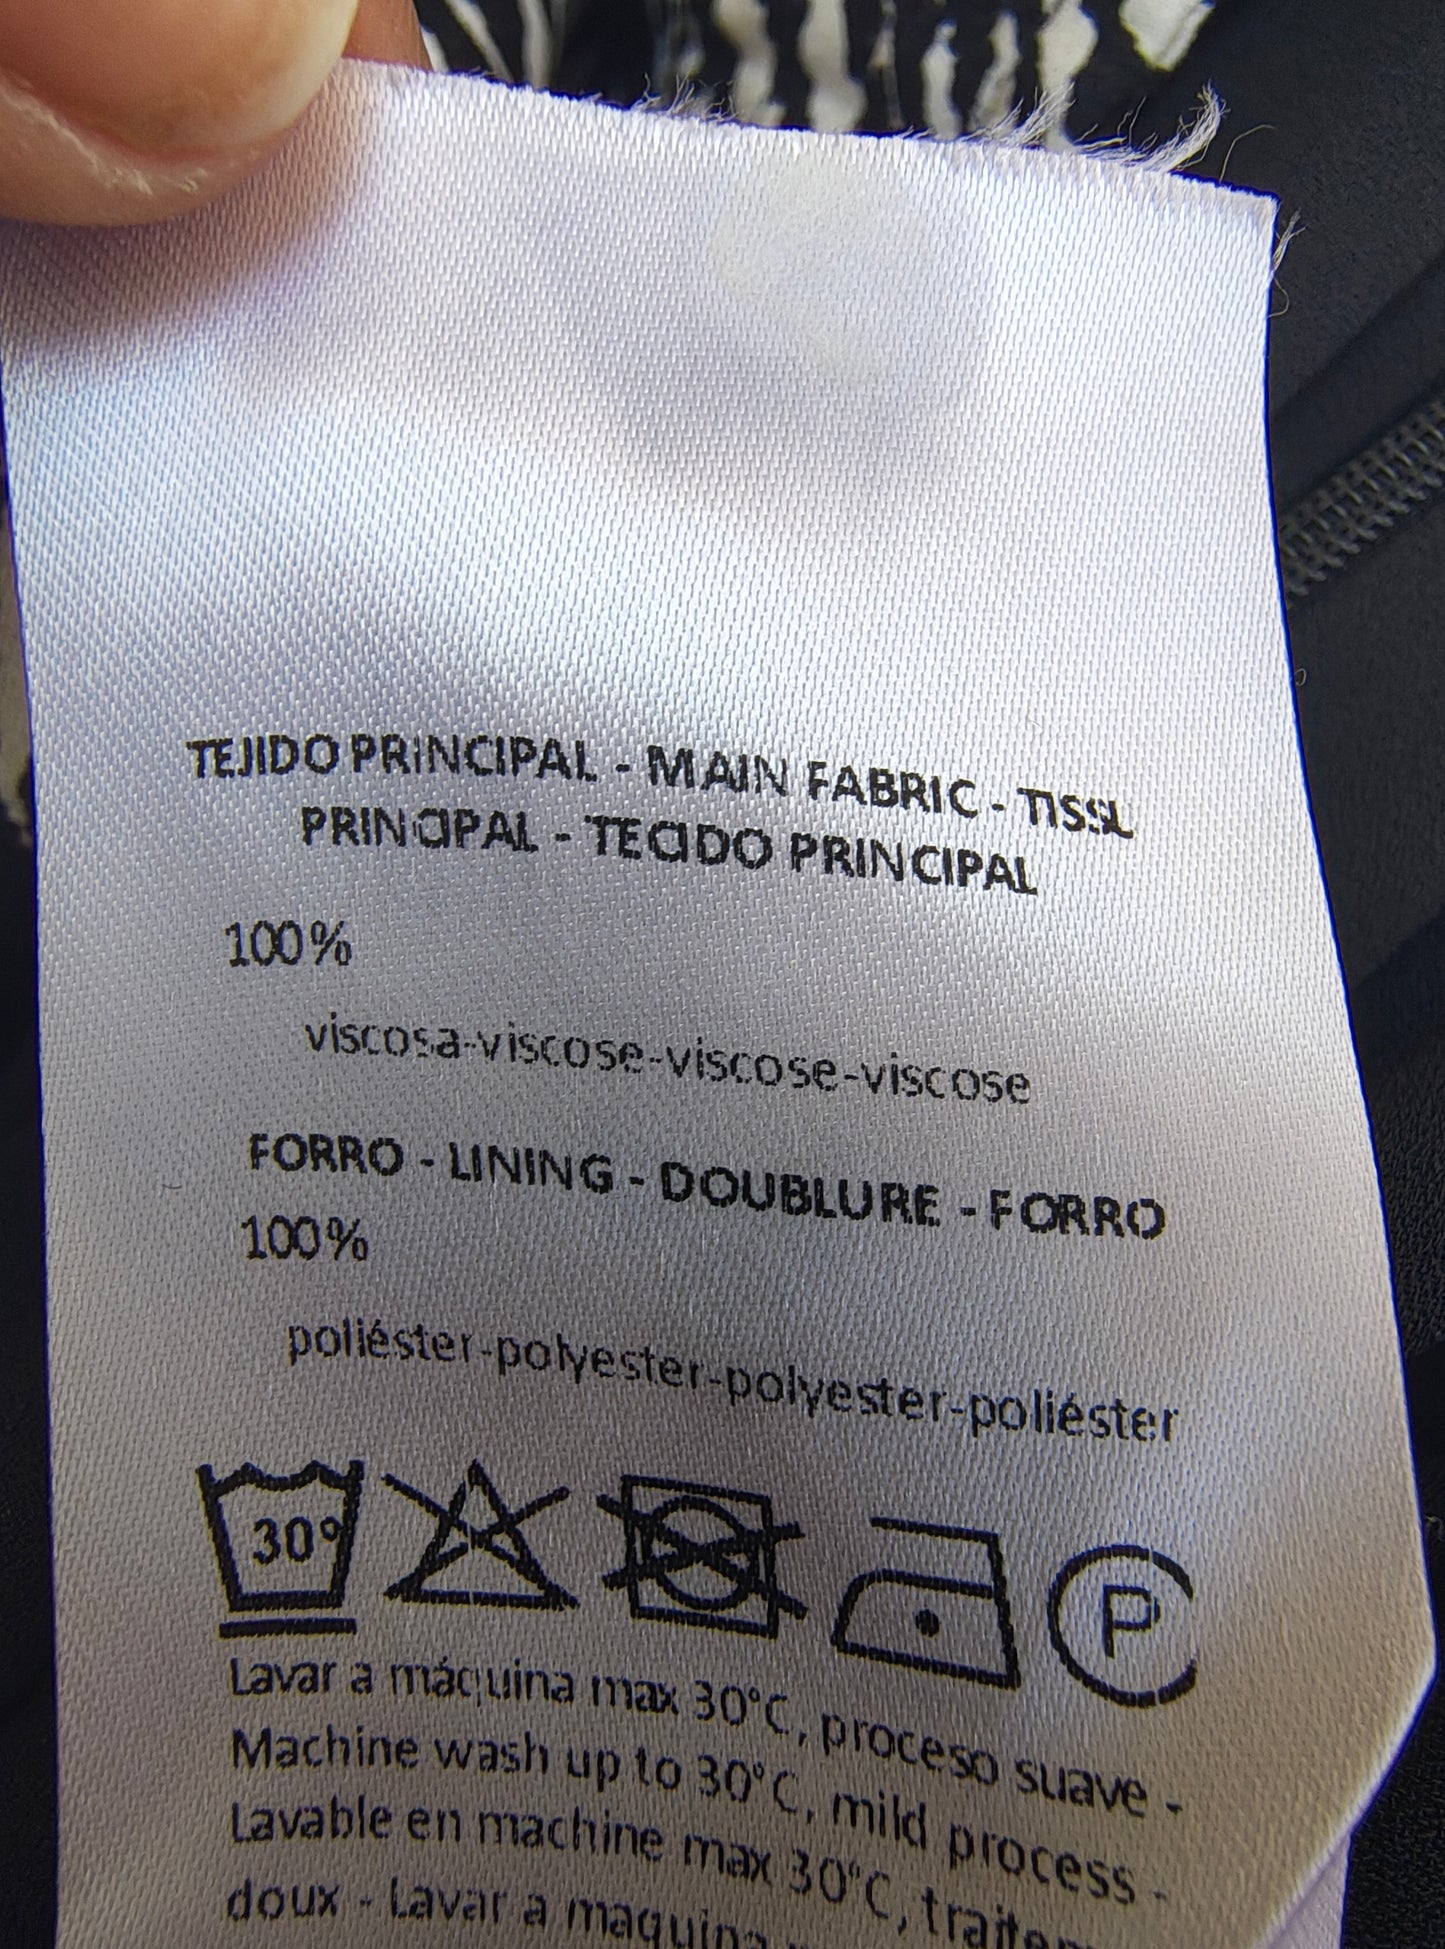 TEJIDO PRINCIPAL - MAIN FABRIC - TISSL
PRINCIPAL - TECIDO PRINCIPAL
100%
viscosa-viscose-viscose-viscose
FORRO - LINING - DOUBLURE - FORRO
100%
poliéster-polyester-polyester-poliéster
30°
P
Lavar a máquina max 30°C, proceso suave -
Machine wash up to 30°C, mild process -
Lavable en machine max 30°C,
doux - Lavar a maquina